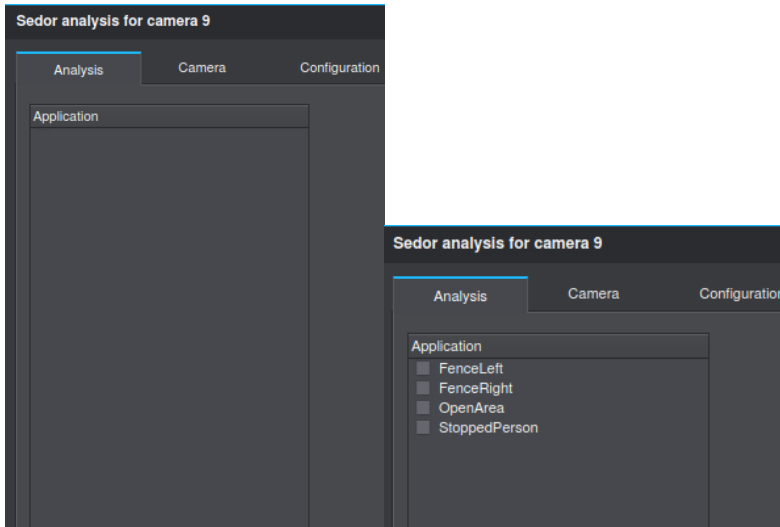 Sedor analysis for camera 9
Analysis Camera Configuration
Application
Sedor analysis for camera 9
Analysis Camera Configuration
Application
FenceLeft
FenceRight
OpenArea
StoppedPerson